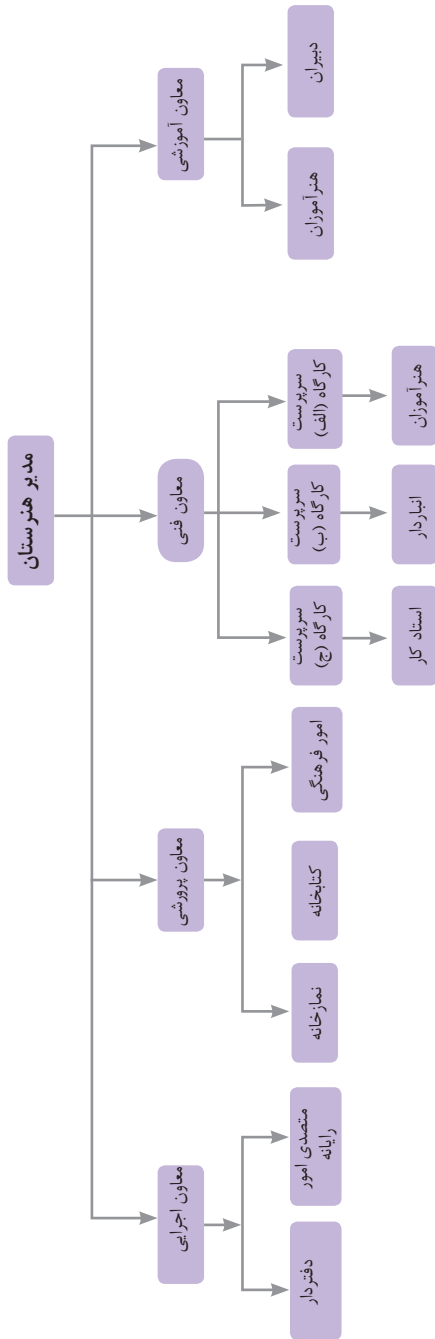 مدیر هنرستان
معاون آموزشی
معاون فنی
معاون پرورشی
معاون اجرایی
دبیران
هنرآموزان
سرپرست
کارگاه (الف)
سرپرست
کارگاه (ب)
سرپرست
کارگاه (ج)
امور فرهنگی
کتابخانه
نمازخانه
متصدی امور
رایانه
دفتردار
هنرآموزان
انباردار
استاد کار